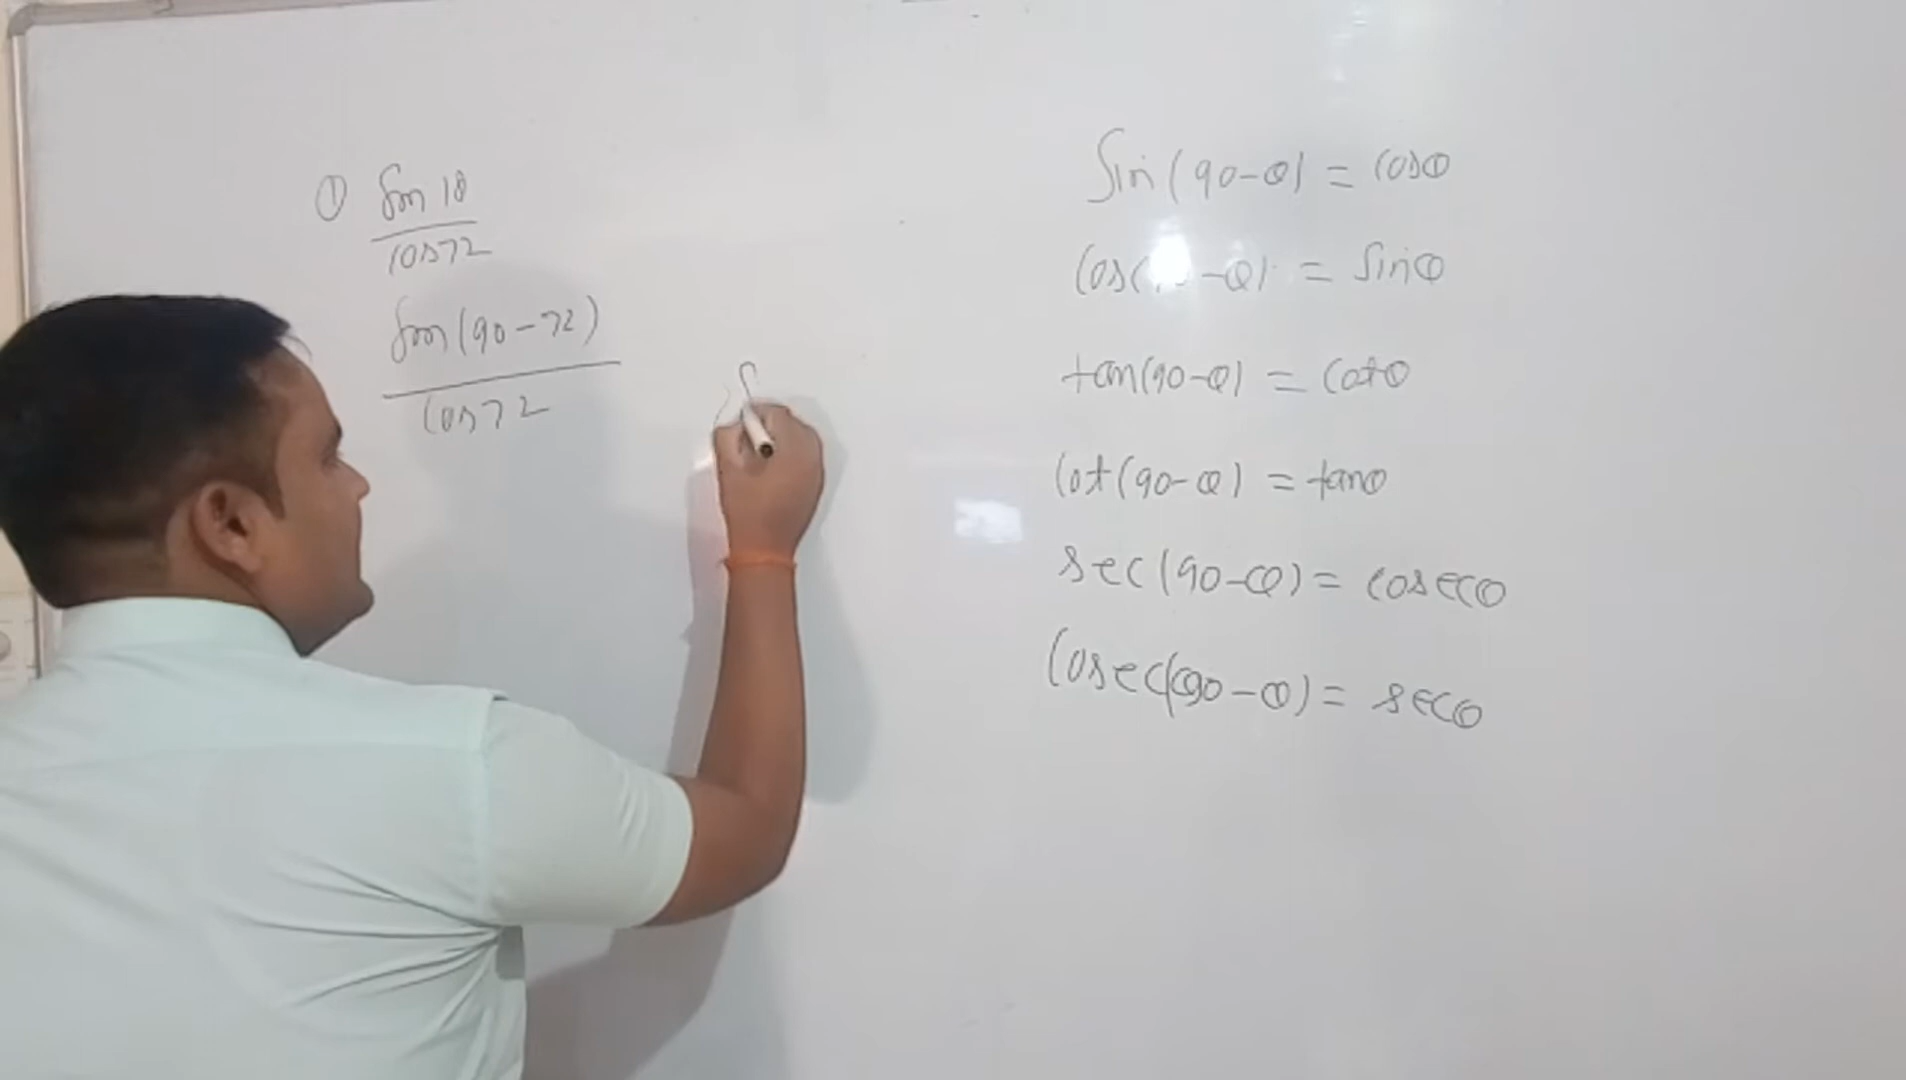 ① sin 18
cos 72
sin (90-72)
cos 72
Sin (90-θ) = cosθ
cos( -θ) = sinθ
tan(90-θ) = cotθ
cot (90-θ) = tanθ
sec (90-θ) = cosecθ
cosec(90-θ) = secθ